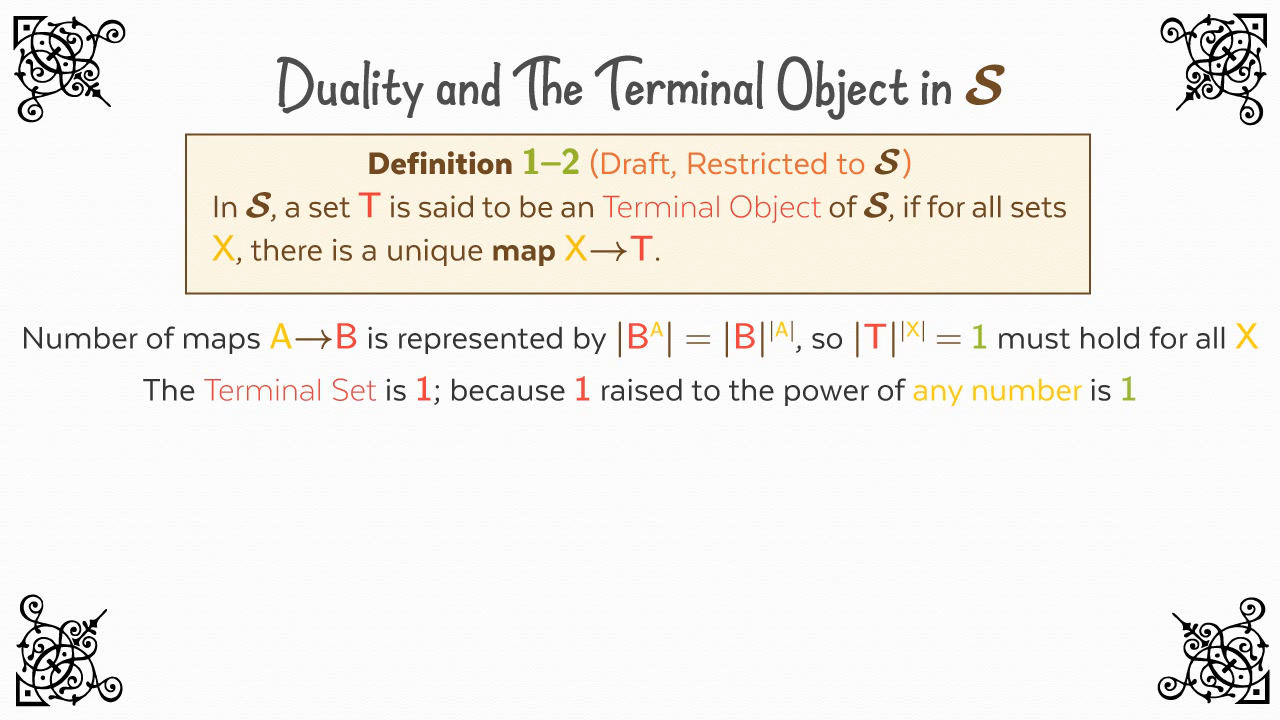 Duality and The Terminal Object in 𝓢
Definition 1–2 (Draft, Restricted to 𝓢)
In 𝓢, a set T is said to be an Terminal Object of 𝓢, if for all sets
X, there is a unique map X→T.
Number of maps A→B is represented by |Bᴬ| = |B|^|A|, so |T|^|X| = 1 must hold for all X
The Terminal Set is 1; because 1 raised to the power of any number is 1